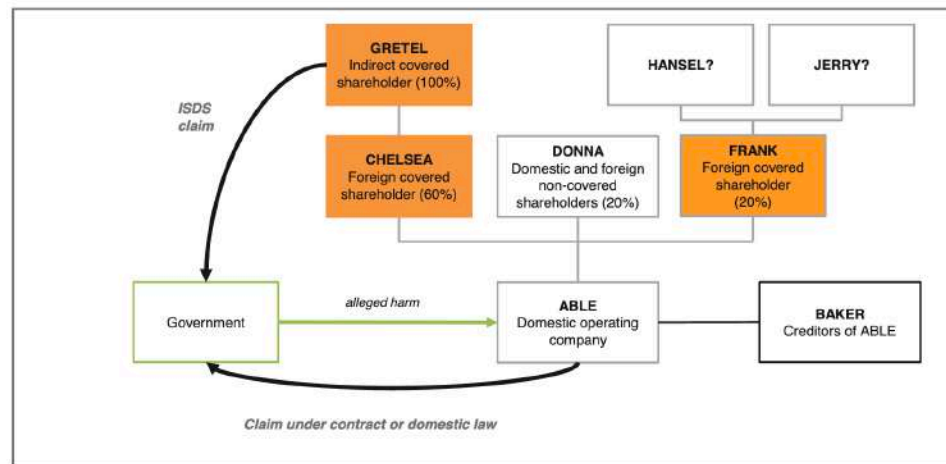 GRETEL
Indirect covered
shareholder (100%)
HANSEL?
JERRY?
ISDS
claim
CHELSEA
Foreign covered
shareholder (60%)
DONNA
Domestic and foreign
non-covered
shareholders (20%)
FRANK
Foreign covered
shareholder
(20%)
Government
alleged harm
ABLE
Domestic operating
company
BAKER
Creditors of ABLE
Claim under contract or domestic law